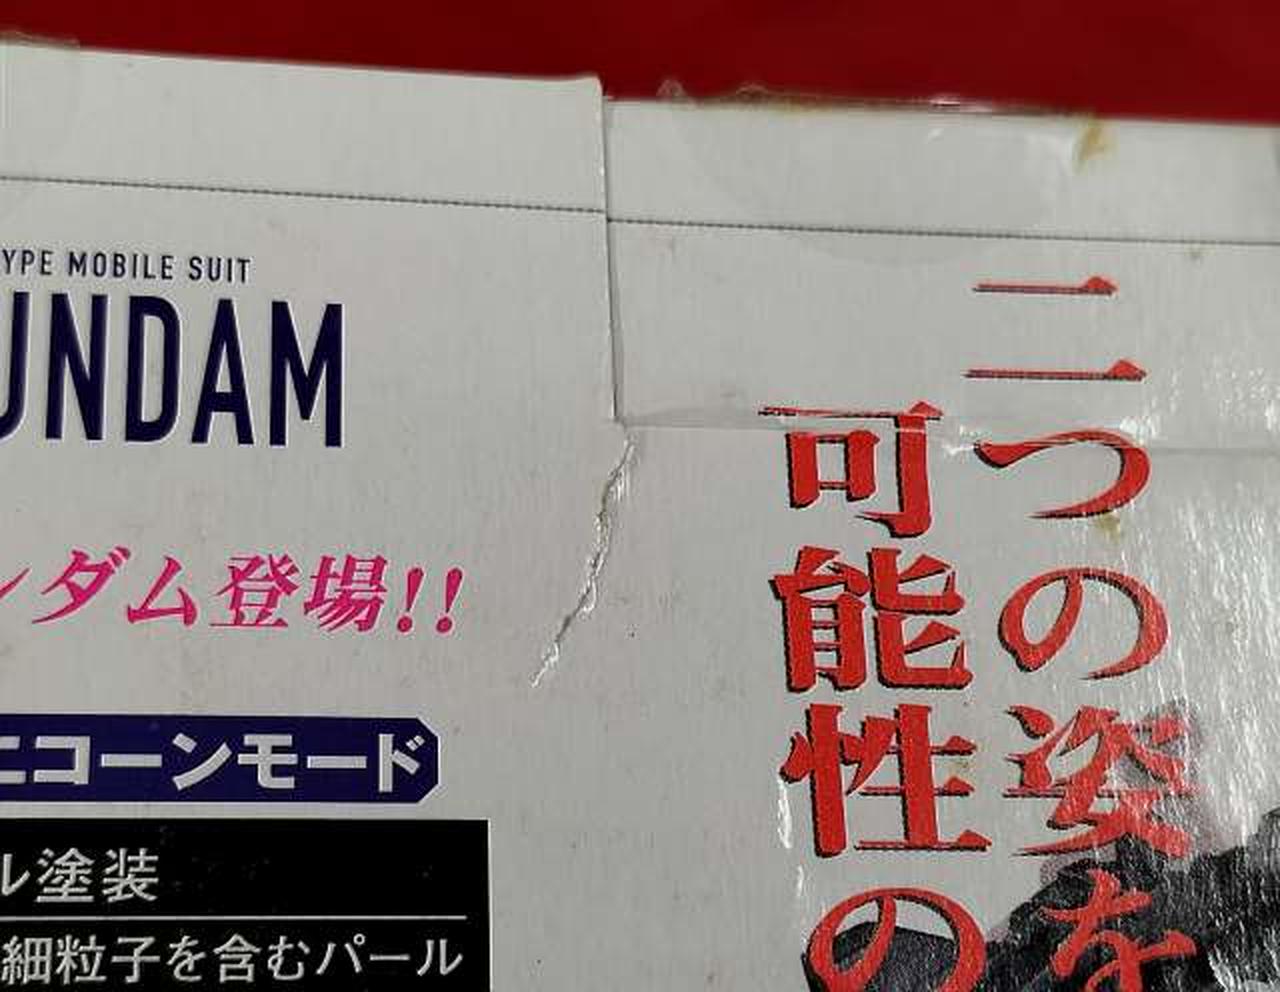 YPE MOBILE SUIT
UNDAM
ンダム登場!!
ニコーンモード
ル塗装
細粒子を含むパール
二つの姿を
可能性の